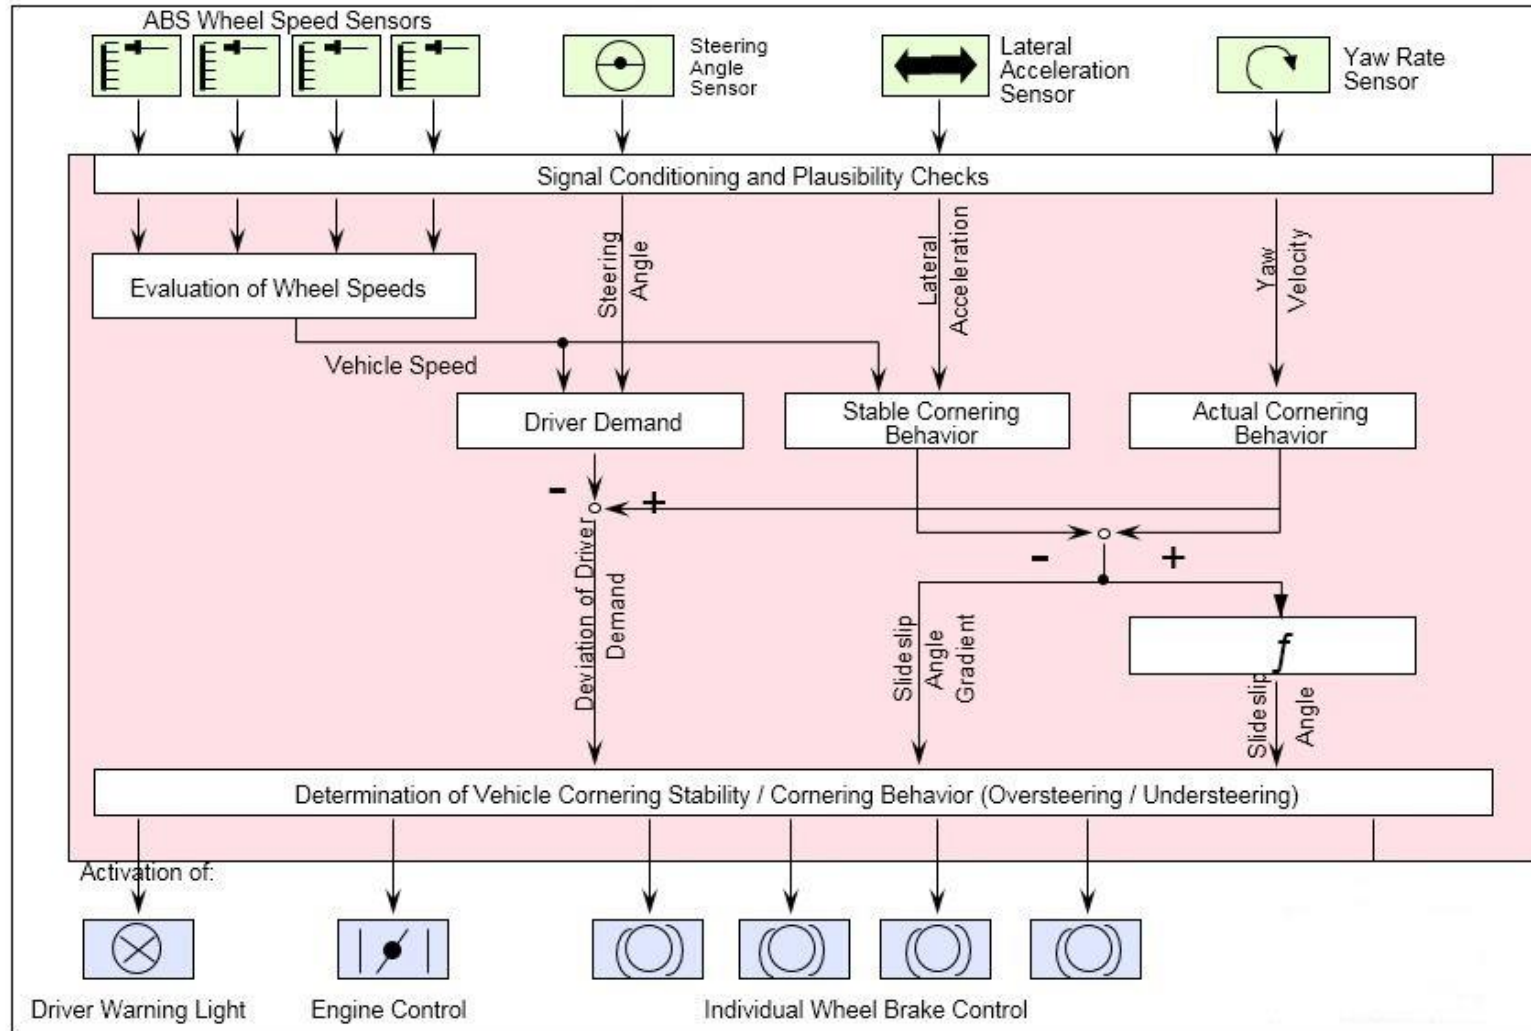 ABS Wheel Speed Sensors
Steering
Angle
Sensor
Lateral
Acceleration
Sensor
Yaw Rate
Sensor
Signal Conditioning and Plausibility Checks
Evaluation of Wheel Speeds
Steering
Angle
Lateral
Acceleration
Yaw
Velocity
Vehicle Speed
Driver Demand
Stable Cornering
Behavior
Actual Cornering
Behavior
- +
- +
Deviation of Driver
Demand
Slideslip
Angle
Gradient
f
Slideslip
Angle
Determination of Vehicle Cornering Stability / Cornering Behavior (Oversteering / Understeering)
Activation of:
Driver Warning Light
Engine Control
Individual Wheel Brake Control